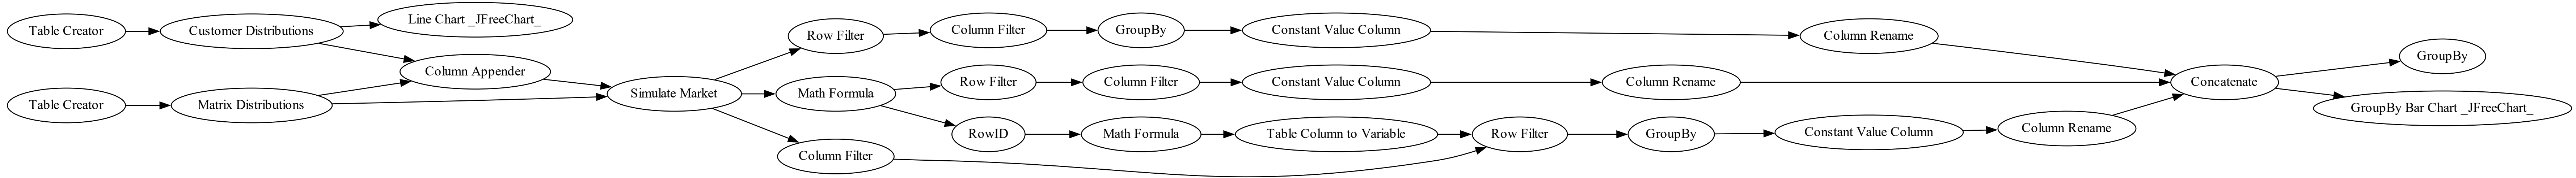 Table Creator
Customer Distributions
Line Chart _JFreeChart_
Column Appender
Table Creator
Matrix Distributions
Simulate Market
Row Filter
Column Filter
GroupBy
Constant Value Column
Column Rename
Math Formula
Row Filter
Column Filter
Constant Value Column
Column Rename
RowID
Math Formula
Table Column to Variable
Row Filter
GroupBy
Constant Value Column
Column Rename
Column Filter
Concatenate
GroupBy
GroupBy Bar Chart _JFreeChart_